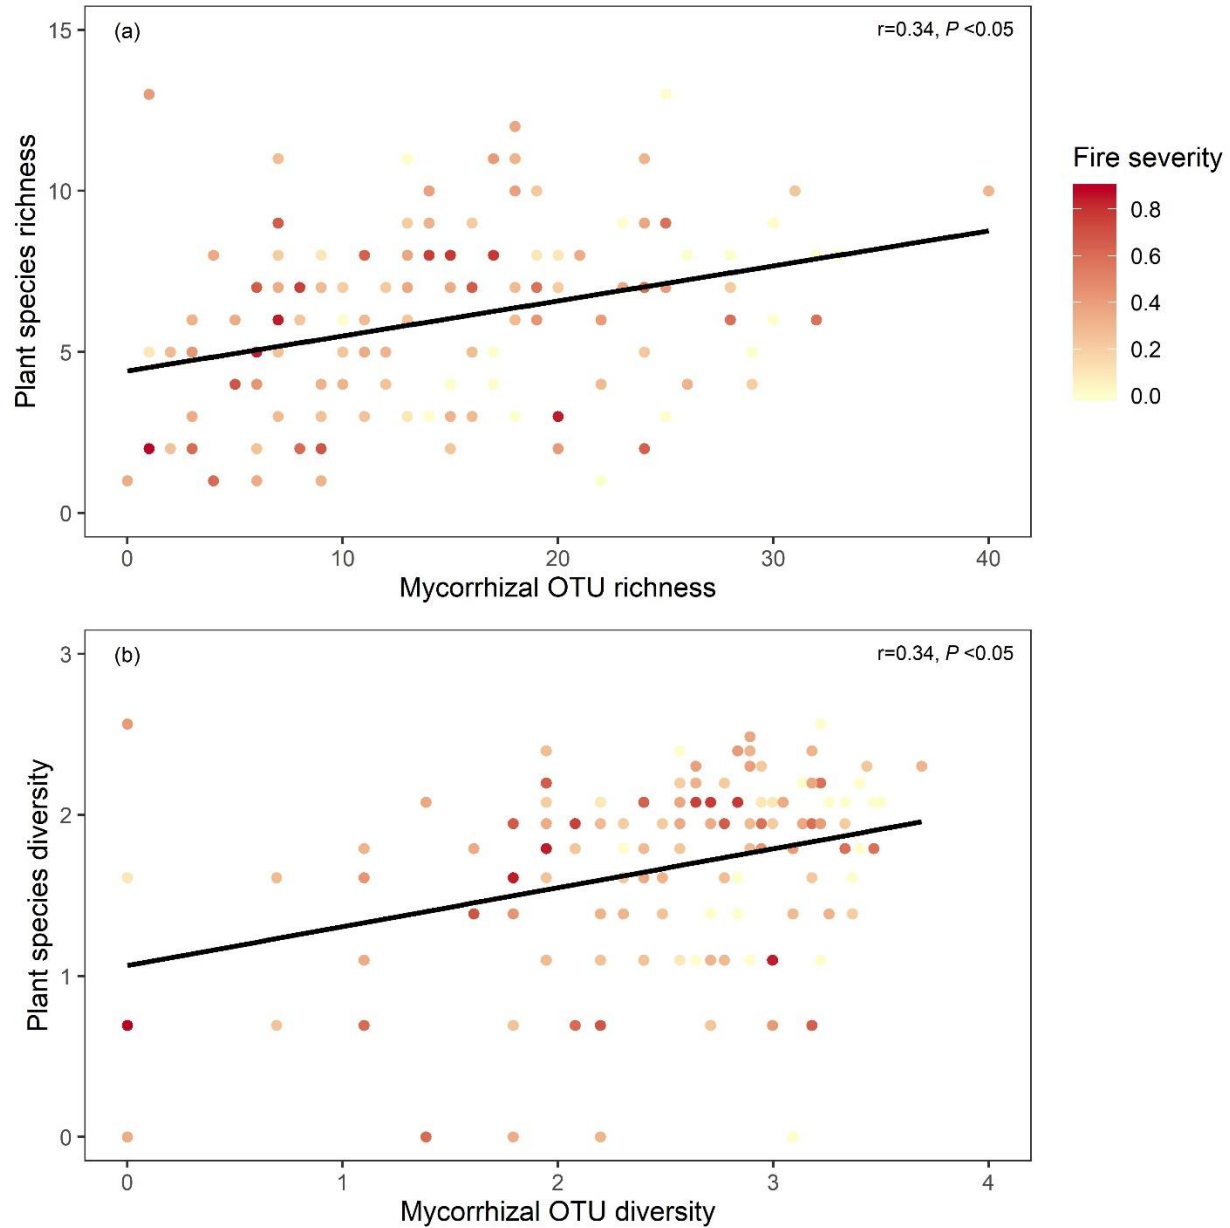 (a)
r=0.34, P <0.05
15
10
5
0
Plant species richness
0 10 20 30 40
Mycorrhizal OTU richness
Fire severity
0.8
0.6
0.4
0.2
0.0
(b)
r=0.34, P <0.05
3
2
1
0
Plant species diversity
0 1 2 3 4
Mycorrhizal OTU diversity